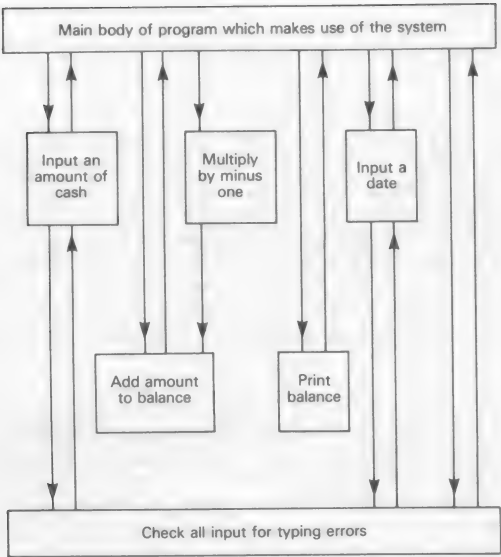 Main body of program which makes use of the system
Input an
amount of
cash
Multiply
by minus
one
Input a
date
Add amount
to balance
Print
balance
Check all input for typing errors